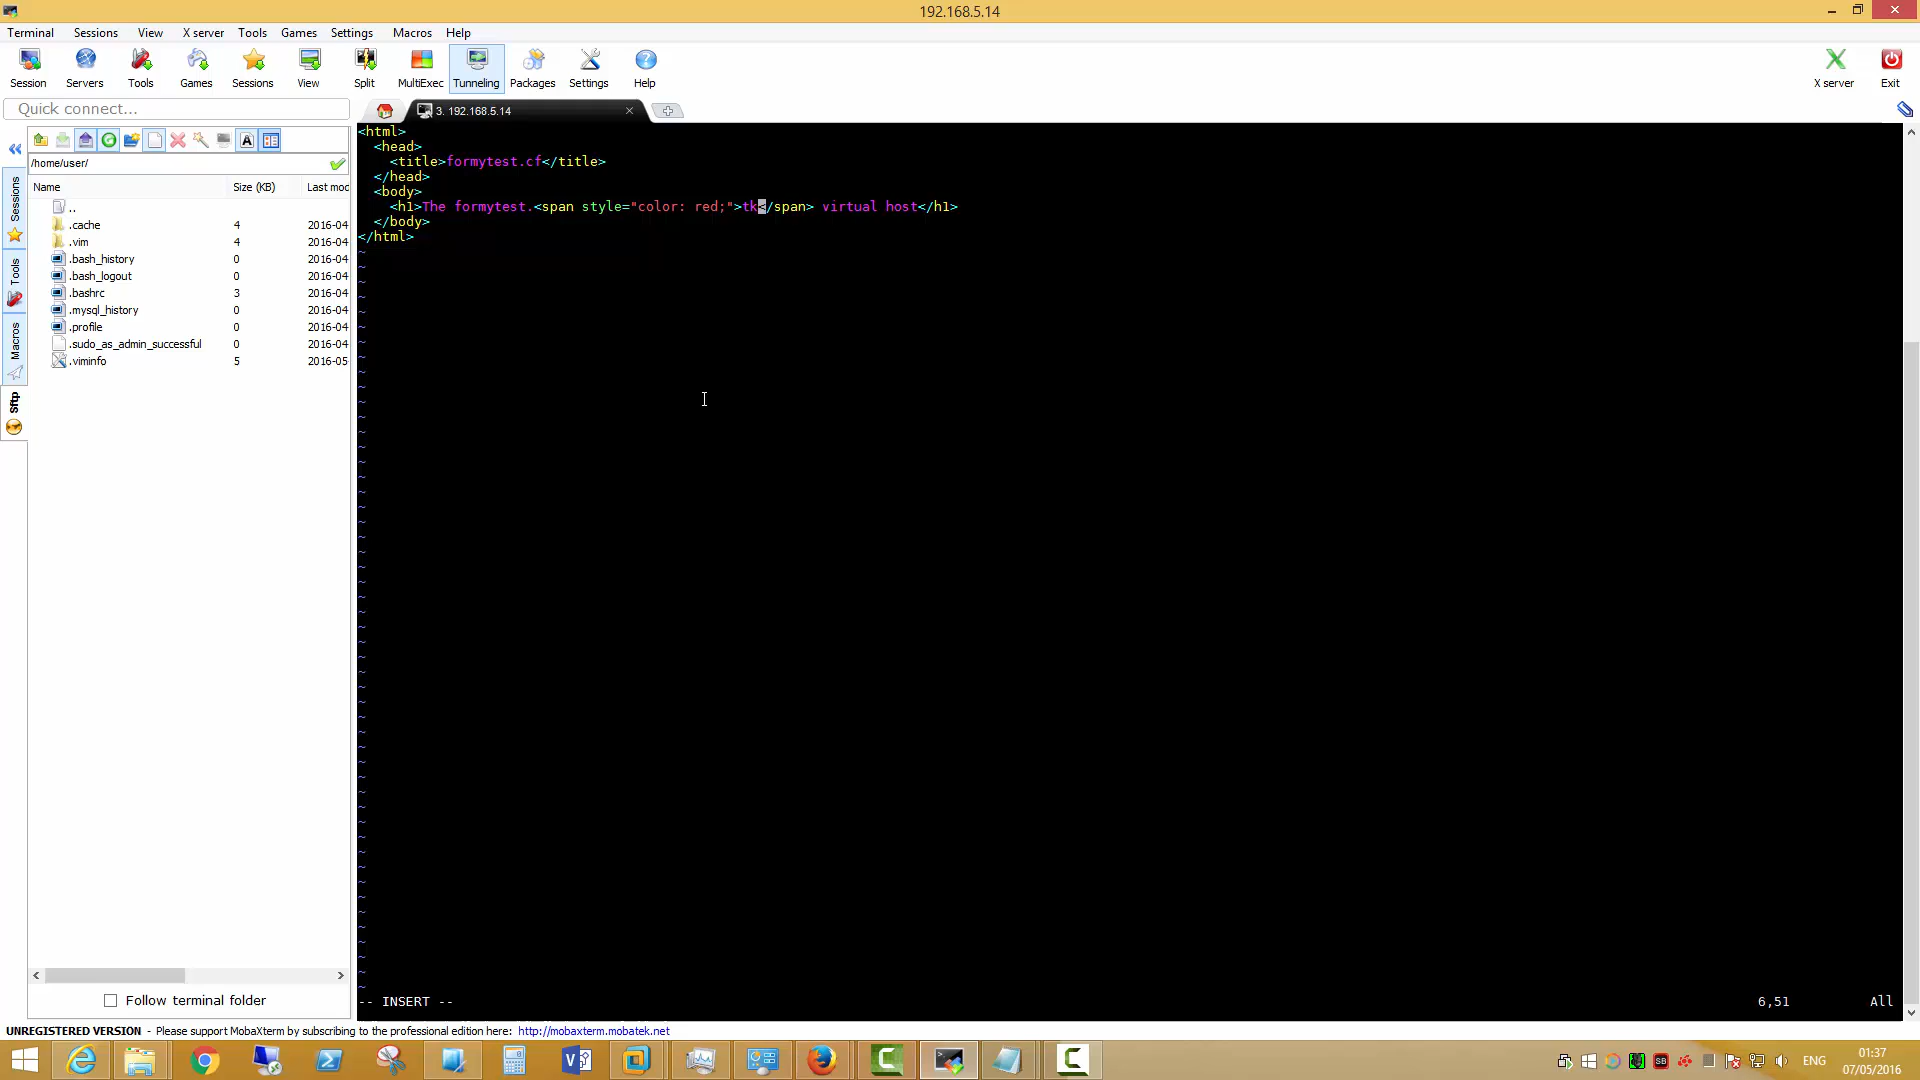 192.168.5.14
Terminal Sessions View X server Tools Games Settings Macros Help
Session Servers Tools Games Sessions View Split MultiExec Tunneling Packages Settings Help X server Exit
Quick connect...
3. 192.168.5.14
/home/user/
Name Size (KB) Last mod
..
.cache 4 2016-04
.vim 4 2016-04
.bash_history 0 2016-04
.bash_logout 0 2016-04
.bashrc 3 2016-04
.mysql_history 0 2016-04
.profile 0 2016-04
.sudo_as_admin_successful 0 2016-04
.viminfo 5 2016-05
Sessions
Tools
Macros
Sftp
<html>
<head>
<title>formytest.cf</title>
</head>
<body>
<h1>The formytest.<span style="color: red;">tk</span> virtual host</h1>
</body>
</html>
-- INSERT -- 6,51 All
Follow terminal folder
UNREGISTERED VERSION - Please support MobaXterm by subscribing to the professional edition here: http://mobaxterm.mobatek.net
ENG
01:37
07/05/2016